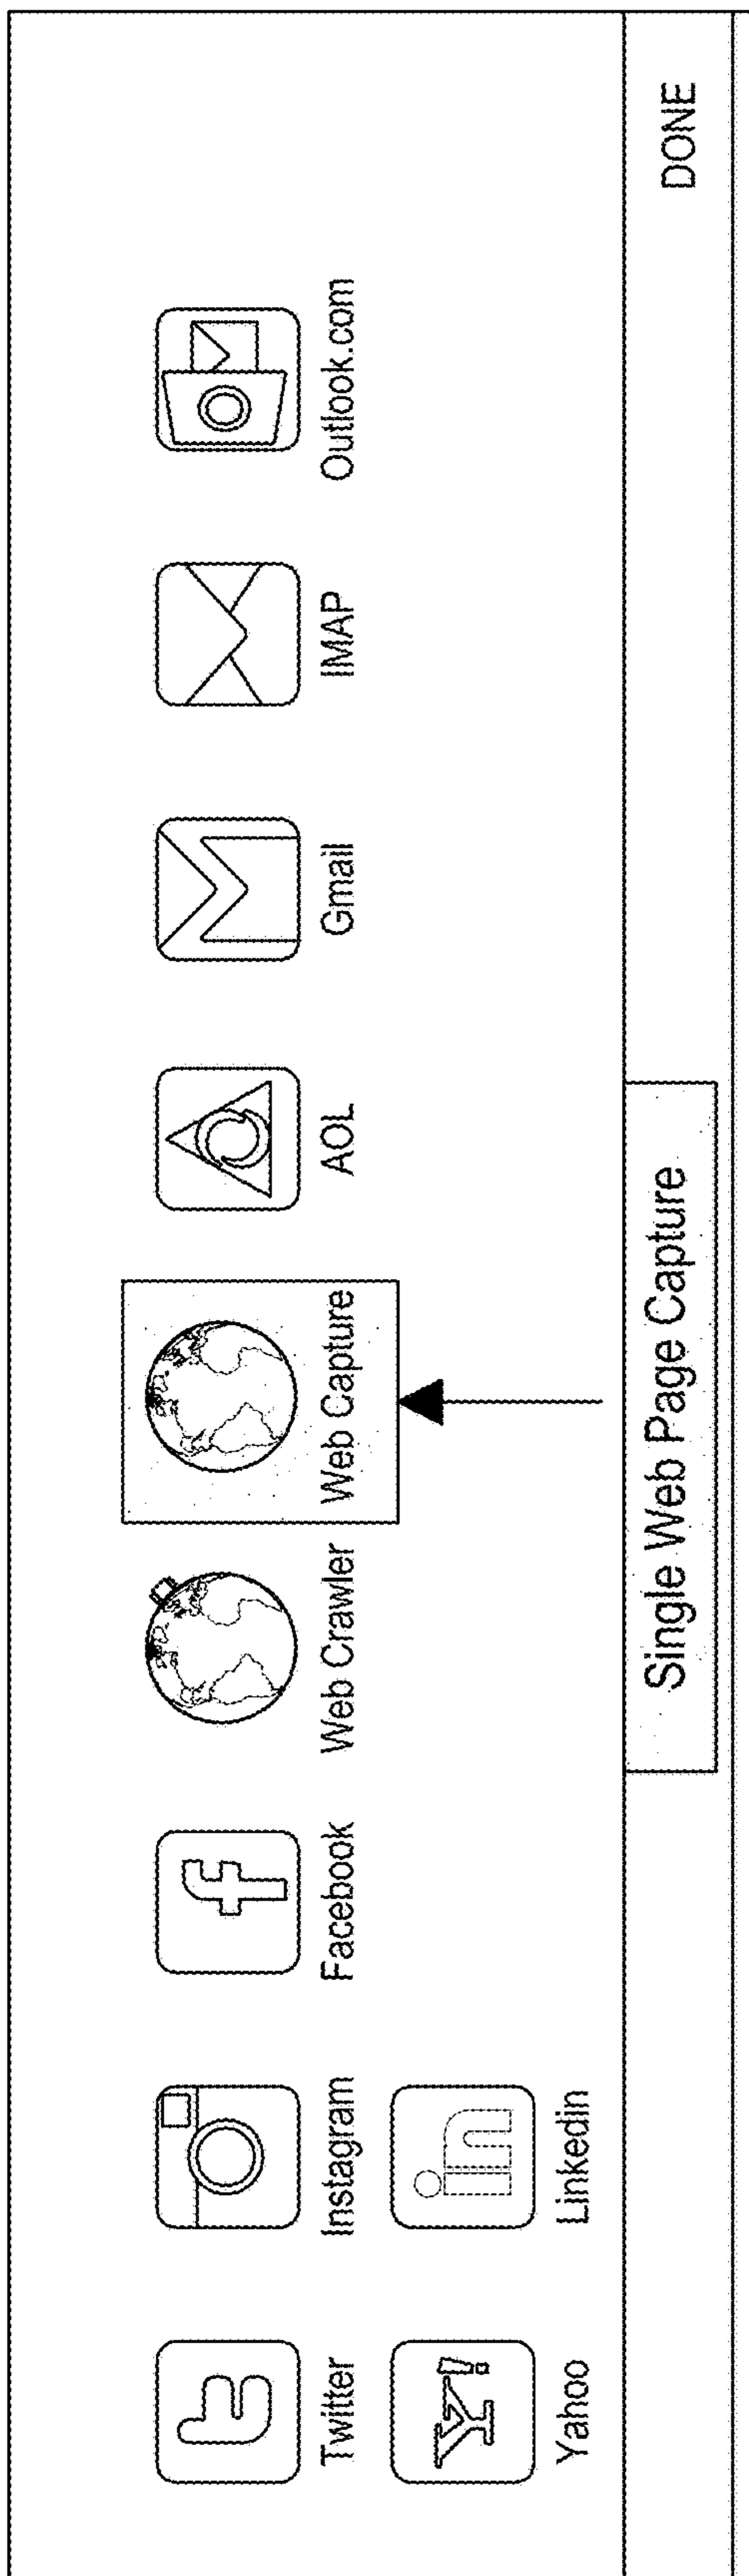 Twitter
Instagram
Facebook
Web Crawler
Web Capture
AOL
Gmail
IMAP
Outlook.com
Yahoo
Linkedin
Single Web Page Capture
DONE